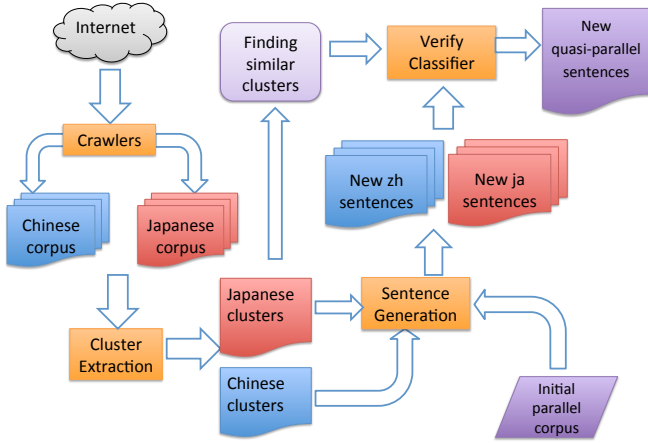 Internet
Crawlers
Chinese
corpus
Japanese
corpus
Cluster
Extraction
Finding
similar
clusters
Verify
Classifier
New
quasi-parallel
sentences
New zh
sentences
New ja
sentences
Japanese
clusters
Chinese
clusters
Sentence
Generation
Initial
parallel
corpus